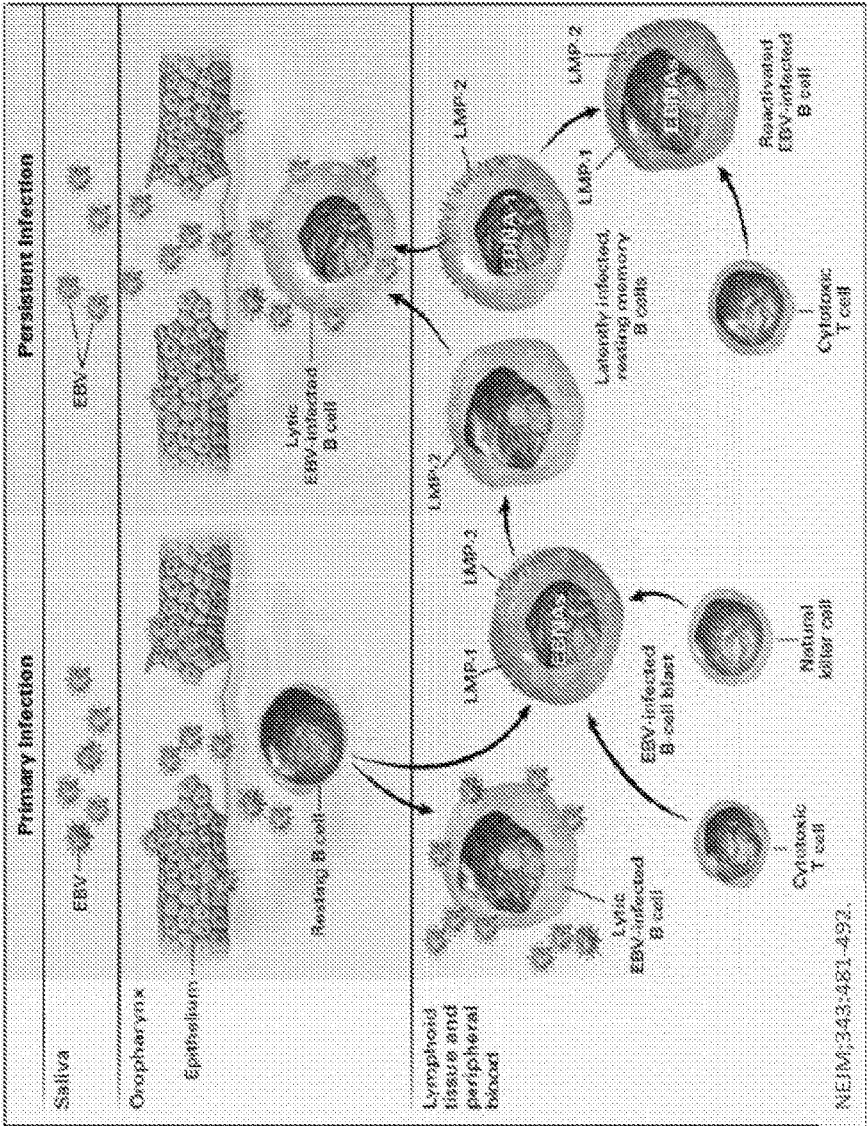 Primary Infection
Persistent Infection
Saliva
EBV
EBV
Oropharynx
Epithelium
Resting B cell
Lytic
EBV-infected
B cell
Lymphoid
tissue and
peripheral
blood
Lytic
EBV-infected
B cell
LMP-1
LMP-2
EBNAs
EBV-infected
B-cell blast
LMP-2
LMP-2
EBNA-1
Latently infected,
resting memory
B cells
LMP-1
LMP-2
EBNAs
Reactivated
EBV-infected
B cell
Cytotoxic
T cell
Natural
killer cell
Cytotoxic
T cell
NEJM;343:481-492.